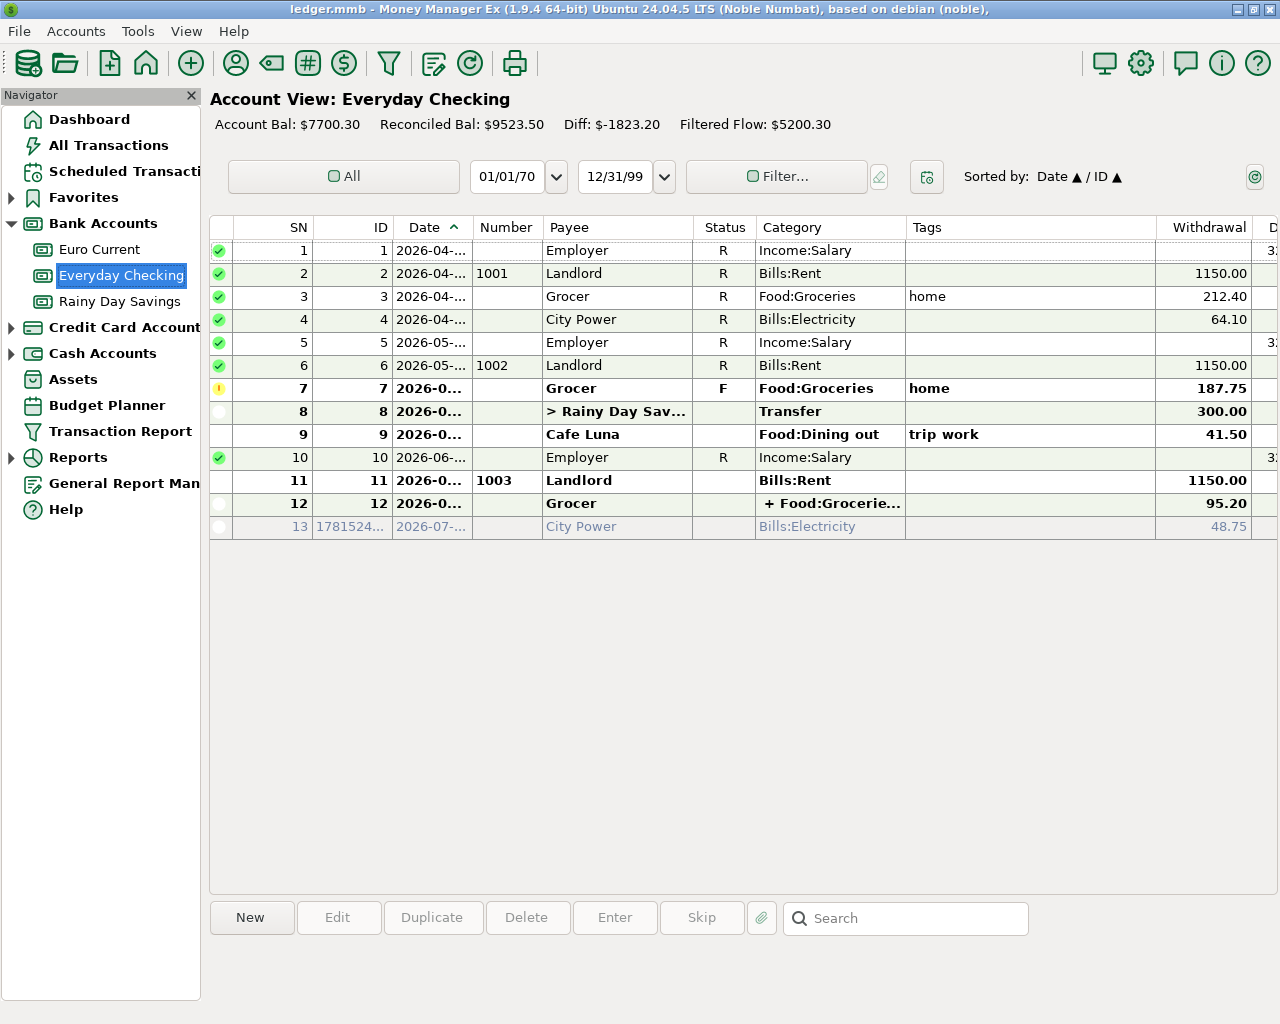 ledger.mmb - Money Manager Ex (1.9.4 64-bit) Ubuntu 24.04.5 LTS (Noble Numbat), based on debian (noble),
File Accounts Tools View Help
Navigator
Dashboard
All Transactions
Scheduled Transacti
Favorites
Bank Accounts
Euro Current
Everyday Checking
Rainy Day Savings
Credit Card Account
Cash Accounts
Assets
Budget Planner
Transaction Report
Reports
General Report Man
Help
Account View: Everyday Checking
Account Bal: $7700.30 Reconciled Bal: $9523.50 Diff: $-1823.20 Filtered Flow: $5200.30
All 01/01/70 12/31/99 Filter... Sorted by: Date ▲ / ID ▲
SN ID Date Number Payee Status Category Tags Withdrawal D
1 1 2026-04-... Employer R Income:Salary 32
2 2 2026-04-... 1001 Landlord R Bills:Rent 1150.00
3 3 2026-04-... Grocer R Food:Groceries home 212.40
4 4 2026-04-... City Power R Bills:Electricity 64.10
5 5 2026-05-... Employer R Income:Salary 32
6 6 2026-05-... 1002 Landlord R Bills:Rent 1150.00
7 7 2026-0... Grocer F Food:Groceries home 187.75
8 8 2026-0... > Rainy Day Sav... Transfer 300.00
9 9 2026-0... Cafe Luna Food:Dining out trip work 41.50
10 10 2026-06-... Employer R Income:Salary 32
11 11 2026-0... 1003 Landlord Bills:Rent 1150.00
12 12 2026-0... Grocer + Food:Grocerie... 95.20
13 1781524... 2026-07-... City Power Bills:Electricity 48.75
New Edit Duplicate Delete Enter Skip Search